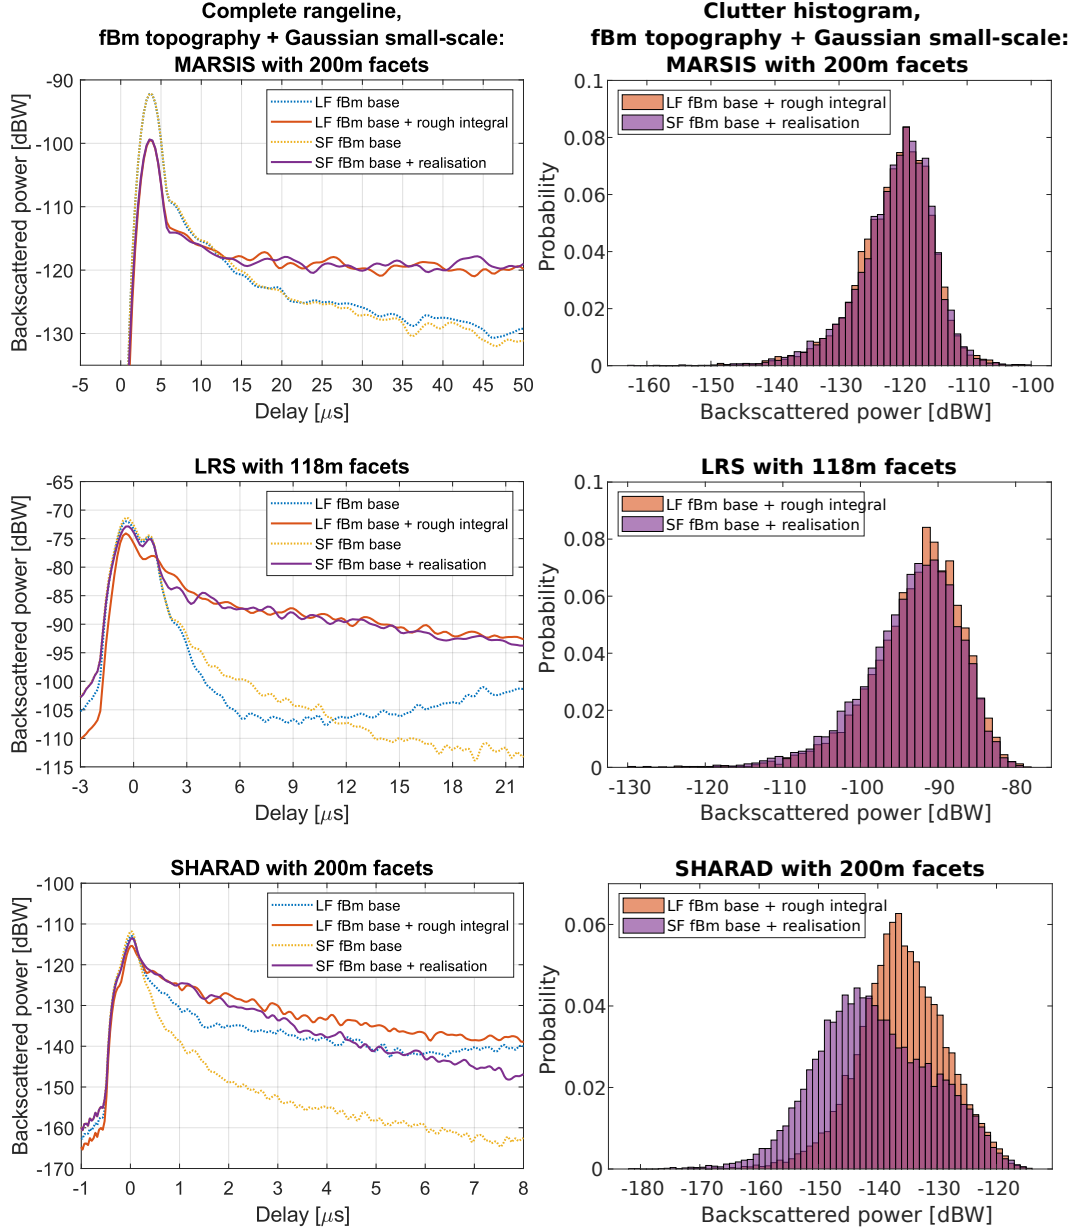 Complete rangeline,
fBm topography + Gaussian small-scale:
MARSIS with 200m facets
-90
-100
-110
-120
-130
Backscattered power [dBW]
LF fBm base
LF fBm base + rough integral
SF fBm base
SF fBm base + realisation
-5 0 5 10 15 20 25 30 35 40 45 50
Delay [μs]
Clutter histogram,
fBm topography + Gaussian small-scale:
MARSIS with 200m facets
0.1
0.08
0.06
0.04
0.02
0
Probability
LF fBm base + rough integral
SF fBm base + realisation
-160 -150 -140 -130 -120 -110 -100
Backscattered power [dBW]
LRS with 118m facets
-65
-70
-75
-80
-85
-90
-95
-100
-105
-110
-115
Backscattered power [dBW]
LF fBm base
LF fBm base + rough integral
SF fBm base
SF fBm base + realisation
-3 0 3 6 9 12 15 18 21
Delay [μs]
LRS with 118m facets
0.1
0.08
0.06
0.04
0.02
0
Probability
LF fBm base + rough integral
SF fBm base + realisation
-130 -120 -110 -100 -90 -80
Backscattered power [dBW]
SHARAD with 200m facets
-100
-110
-120
-130
-140
-150
-160
-170
Backscattered power [dBW]
LF fBm base
LF fBm base + rough integral
SF fBm base
SF fBm base + realisation
-1 0 1 2 3 4 5 6 7 8
Delay [μs]
SHARAD with 200m facets
0.06
0.04
0.02
0
Probability
LF fBm base + rough integral
SF fBm base + realisation
-180 -170 -160 -150 -140 -130 -120
Backscattered power [dBW]